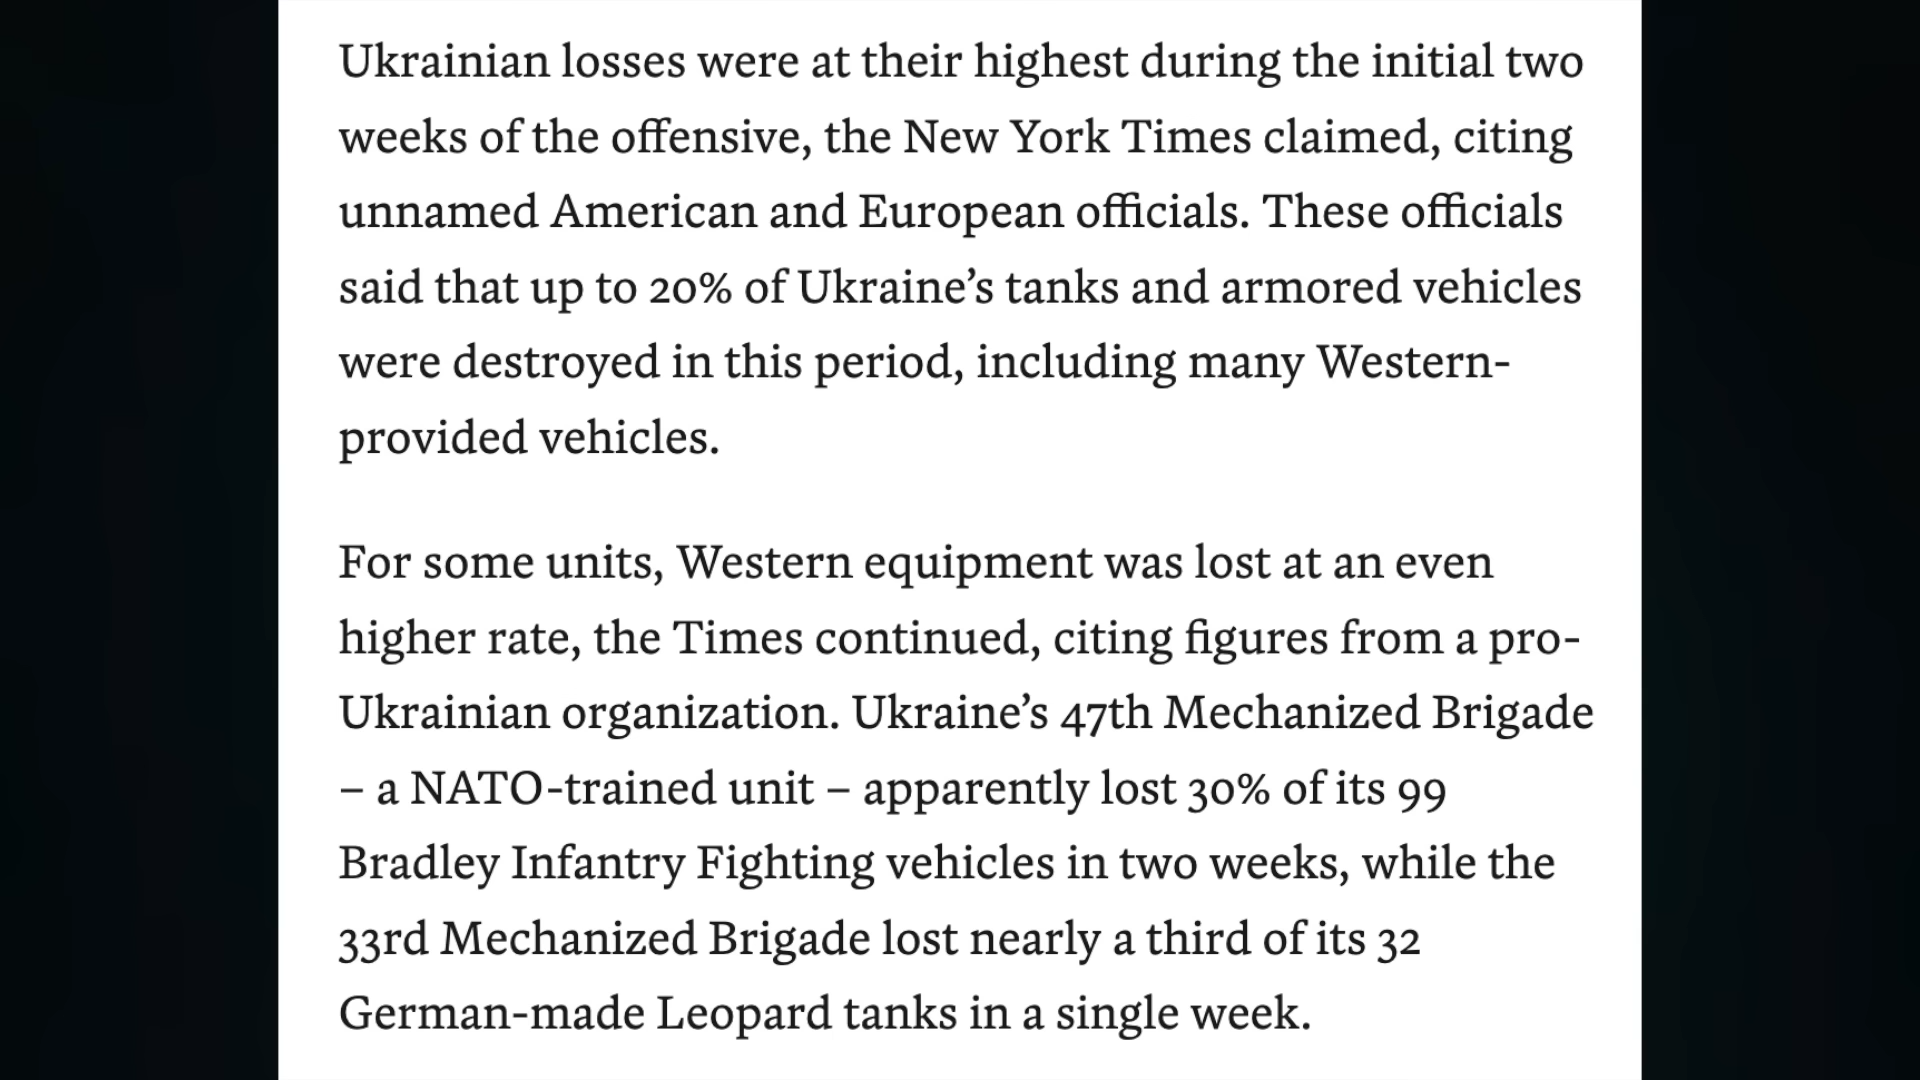 Ukrainian losses were at their highest during the initial two
weeks of the offensive, the New York Times claimed, citing
unnamed American and European officials. These officials
said that up to 20% of Ukraine’s tanks and armored vehicles
were destroyed in this period, including many Western-
provided vehicles.
For some units, Western equipment was lost at an even
higher rate, the Times continued, citing figures from a pro-
Ukrainian organization. Ukraine’s 47th Mechanized Brigade
– a NATO-trained unit – apparently lost 30% of its 99
Bradley Infantry Fighting vehicles in two weeks, while the
33rd Mechanized Brigade lost nearly a third of its 32
German-made Leopard tanks in a single week.